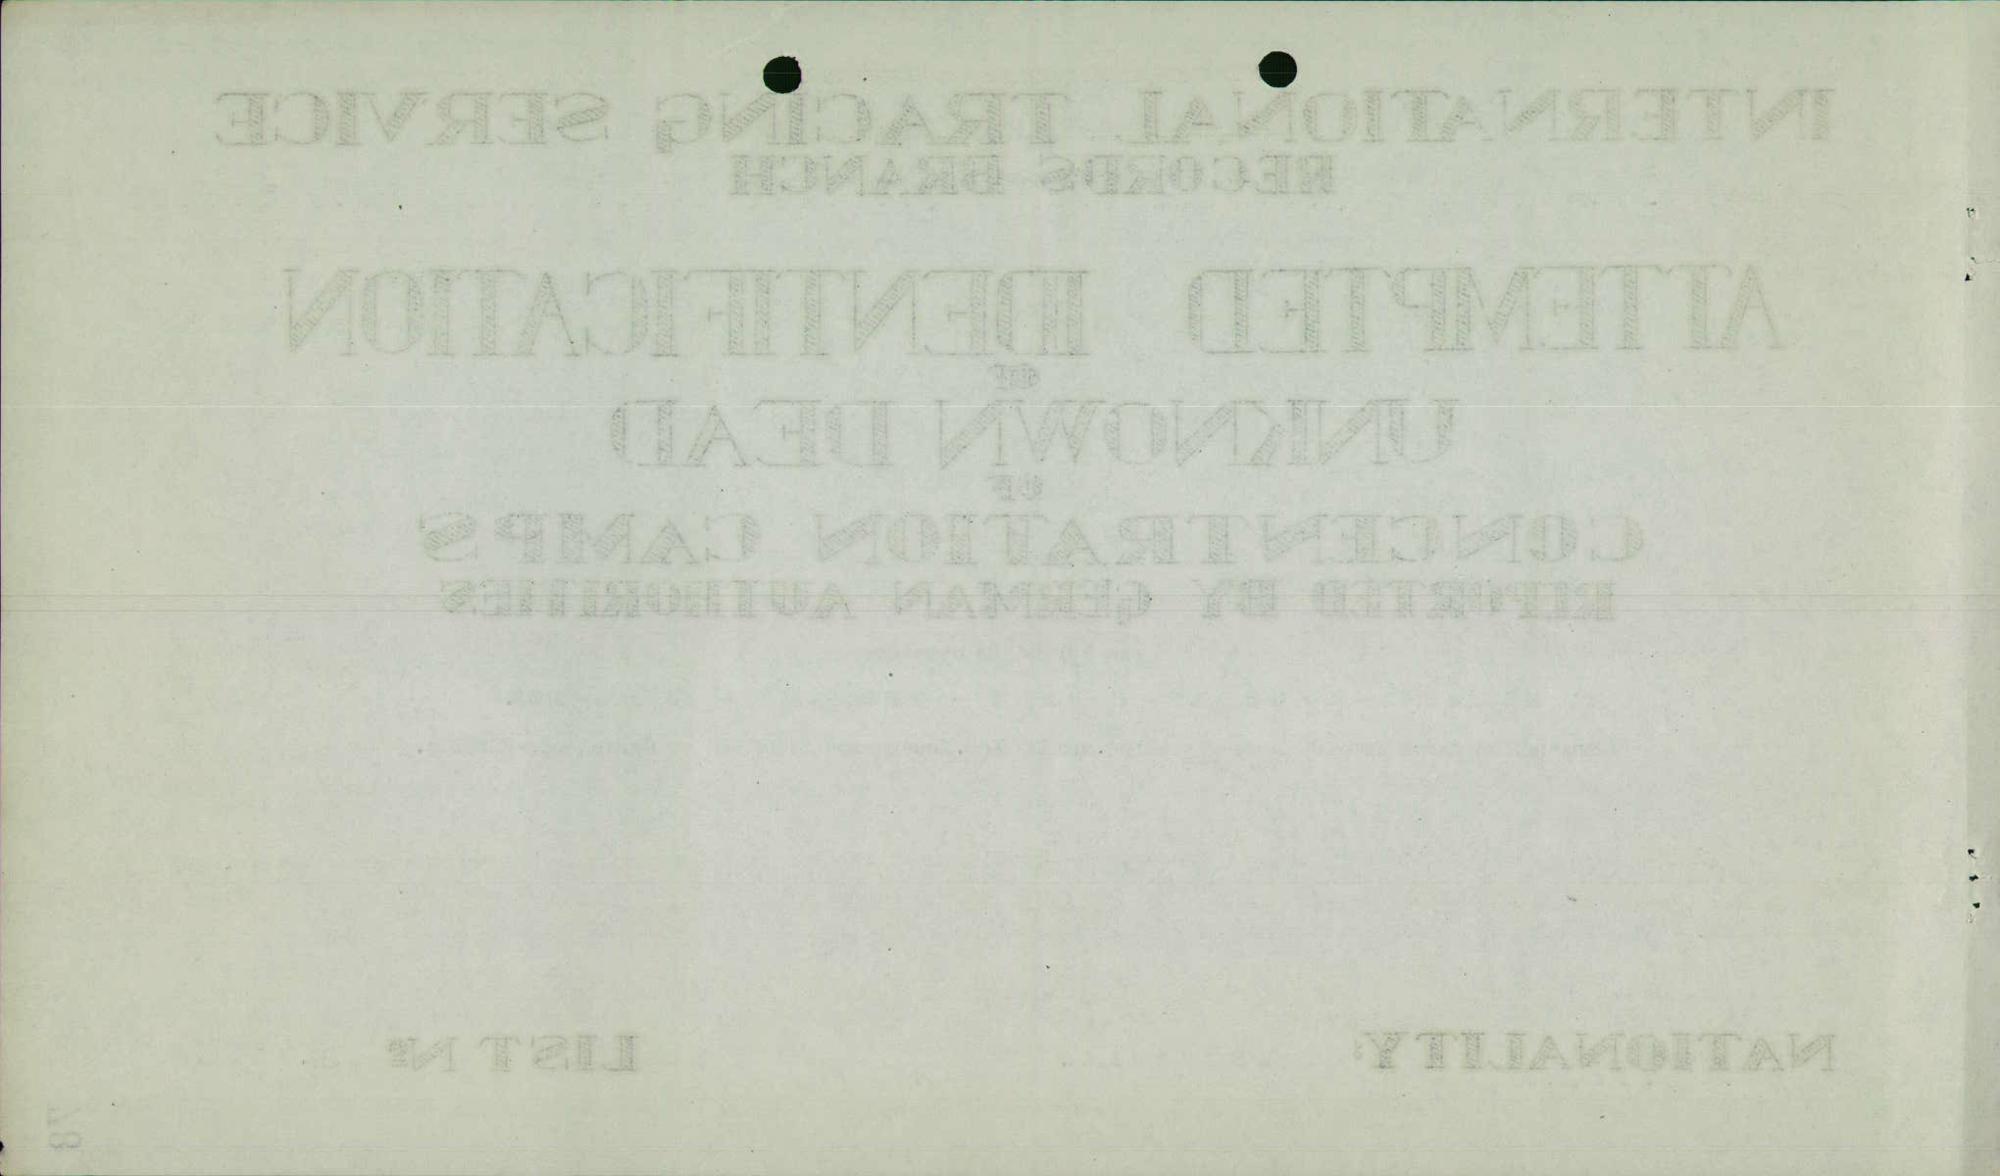 INTERNATIONAL TRACING SERVICE
RECORDS BRANCH
ATTEMPTED IDENTIFICATION
OF
UNKNOWN DEAD
OF
CONCENTRATION CAMPS
REPORTED BY GERMAN AUTHORITIES
NATIONALITY: LIST Nº
78